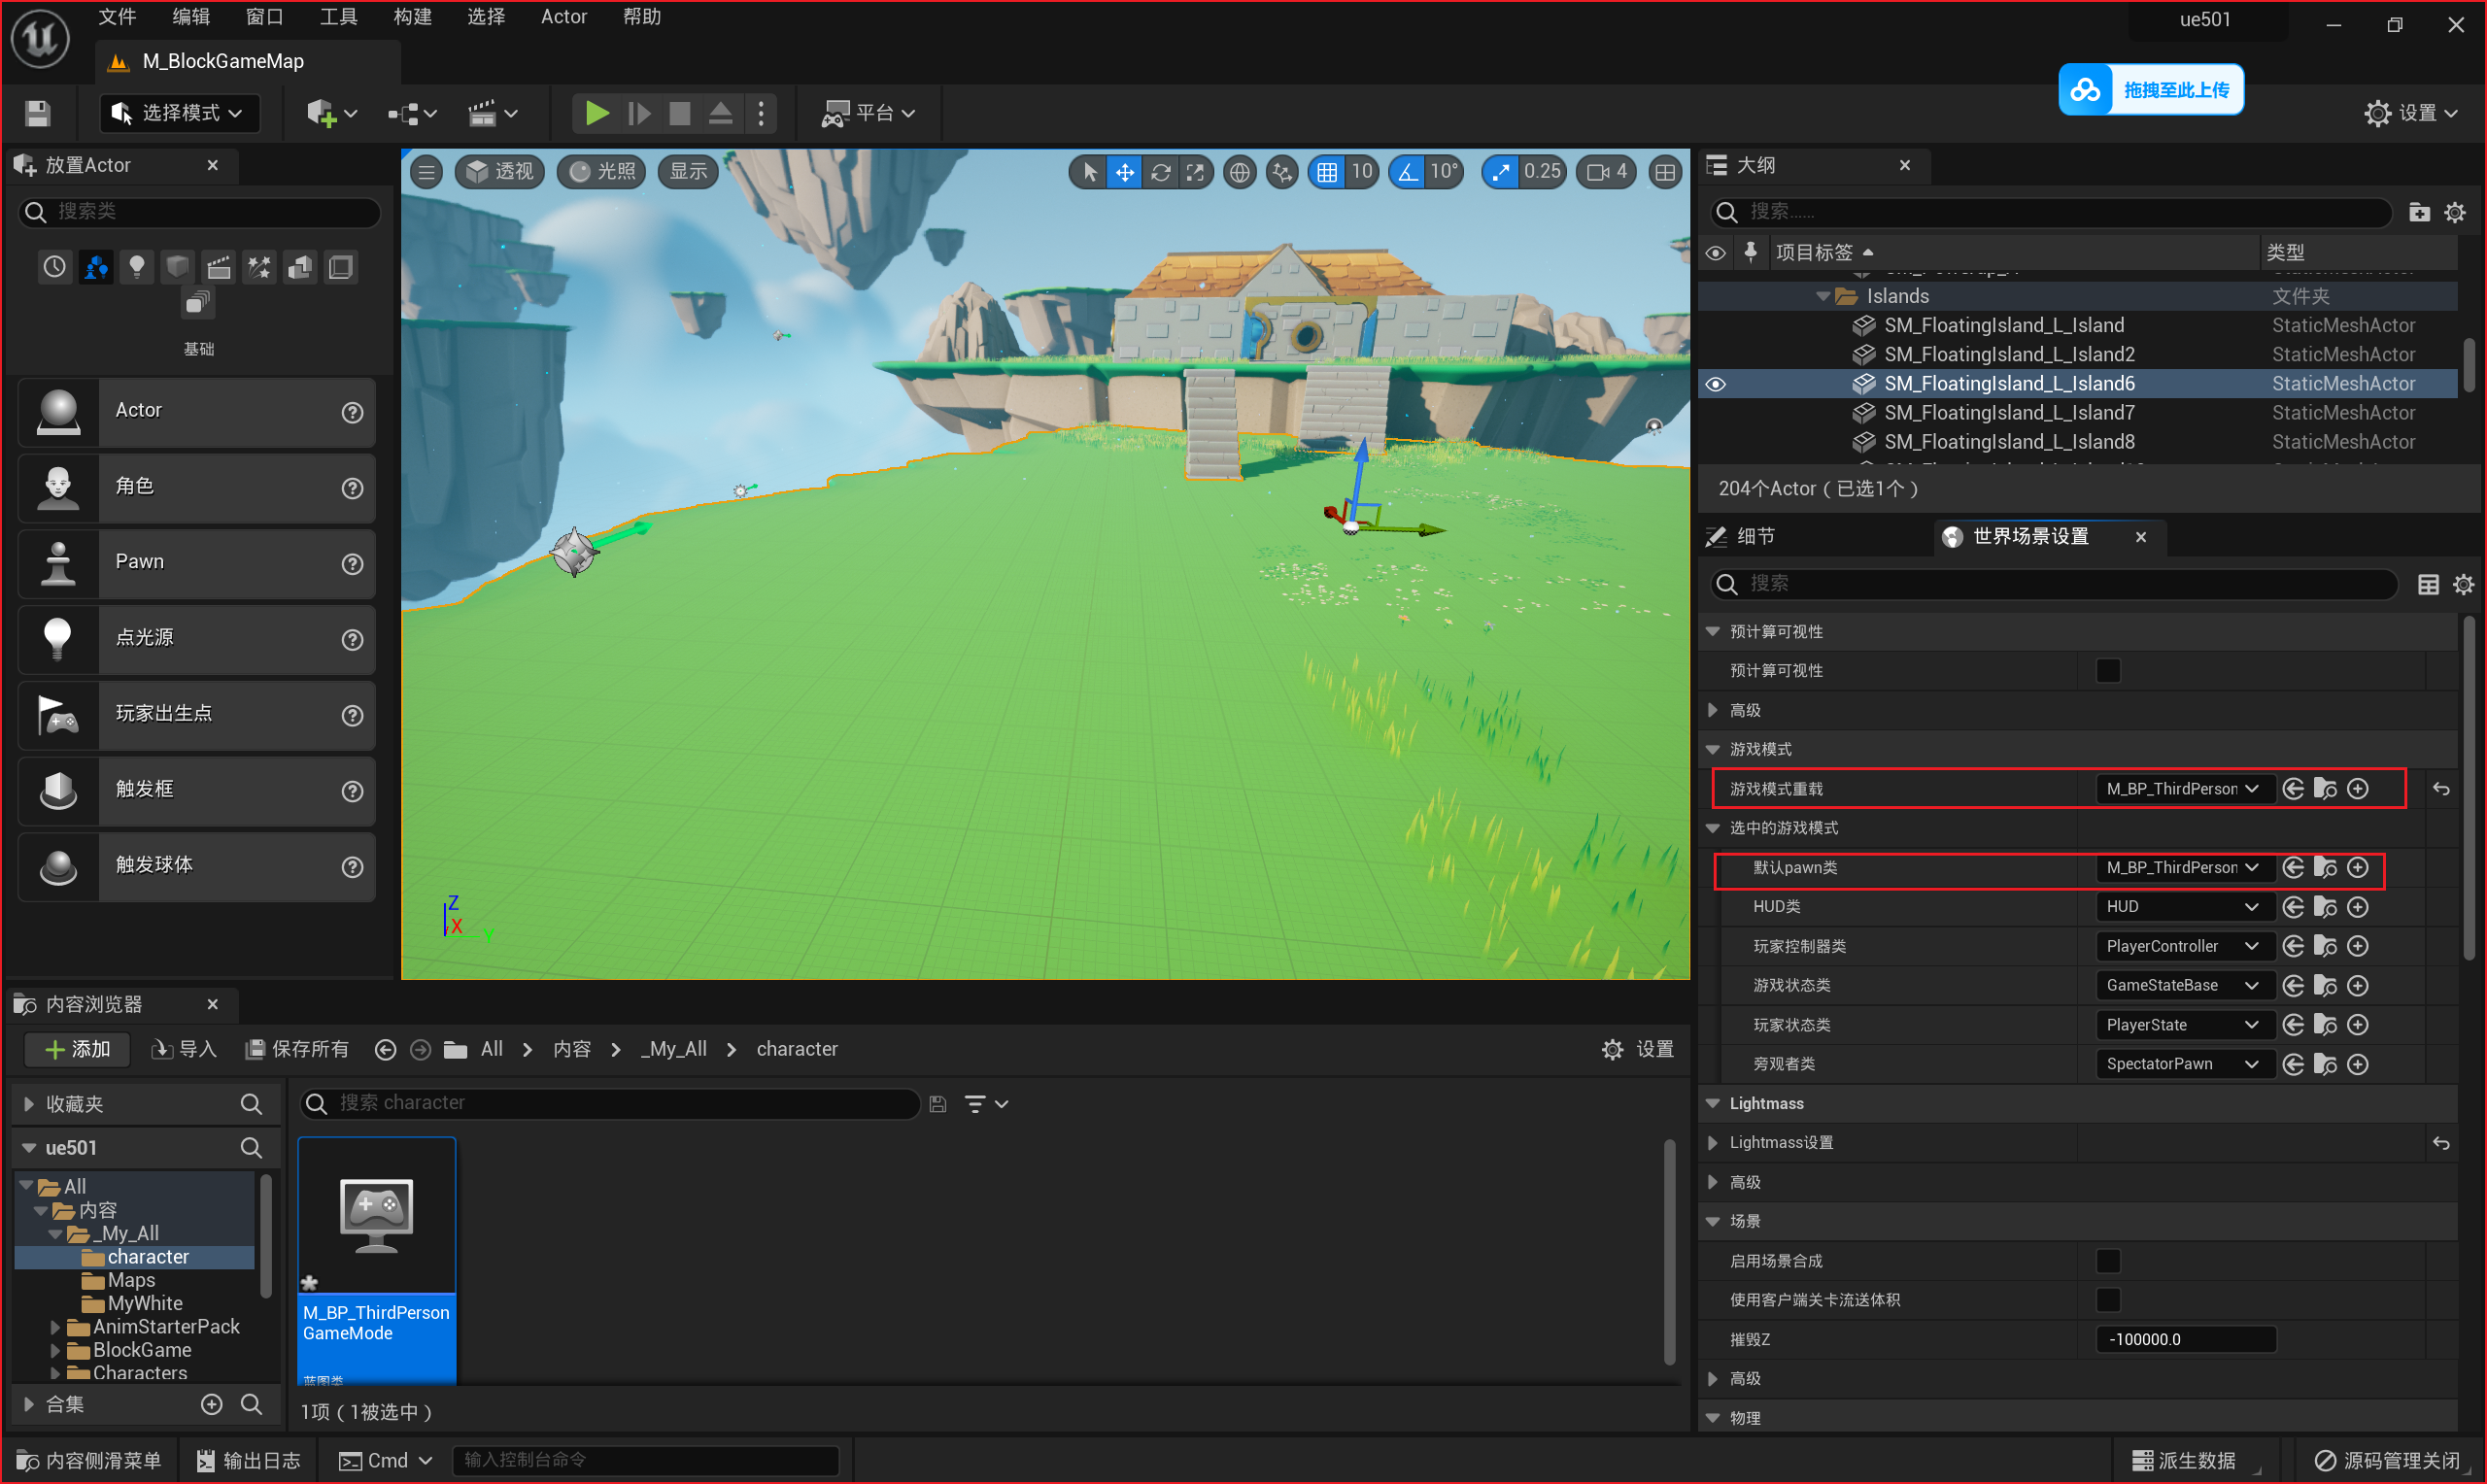 文件 编辑 窗口 工具 构建 选择 Actor 帮助
ue501
M_BlockGameMap
选择模式
平台
拖拽至此上传
设置
放置Actor
搜索类
基础
Actor
角色
Pawn
点光源
玩家出生点
触发框
触发球体
透视 光照 显示
10 10° 0.25 4
Z
X
Y
大纲
搜索......
项目标签 类型
Islands 文件夹
SM_FloatingIsland_L_Island StaticMeshActor
SM_FloatingIsland_L_Island2 StaticMeshActor
SM_FloatingIsland_L_Island6 StaticMeshActor
SM_FloatingIsland_L_Island7 StaticMeshActor
SM_FloatingIsland_L_Island8 StaticMeshActor
204个Actor（已选1个）
细节 世界场景设置
搜索
预计算可视性
预计算可视性
高级
游戏模式
游戏模式重载 M_BP_ThirdPerson
选中的游戏模式
默认pawn类 M_BP_ThirdPerson
HUD类 HUD
玩家控制器类 PlayerController
游戏状态类 GameStateBase
玩家状态类 PlayerState
旁观者类 SpectatorPawn
Lightmass
Lightmass设置
高级
场景
启用场景合成
使用客户端关卡流送体积
摧毁Z -100000.0
高级
物理
内容浏览器
添加 导入 保存所有 All 内容 _My_All character 设置
收藏夹
搜索 character
ue501
All
内容
_My_All
character
Maps
MyWhite
AnimStarterPack
BlockGame
Characters
合集
M_BP_ThirdPerson
GameMode
蓝图类
1项（1被选中）
内容侧滑菜单 输出日志 Cmd 输入控制台命令 派生数据 源码管理关闭